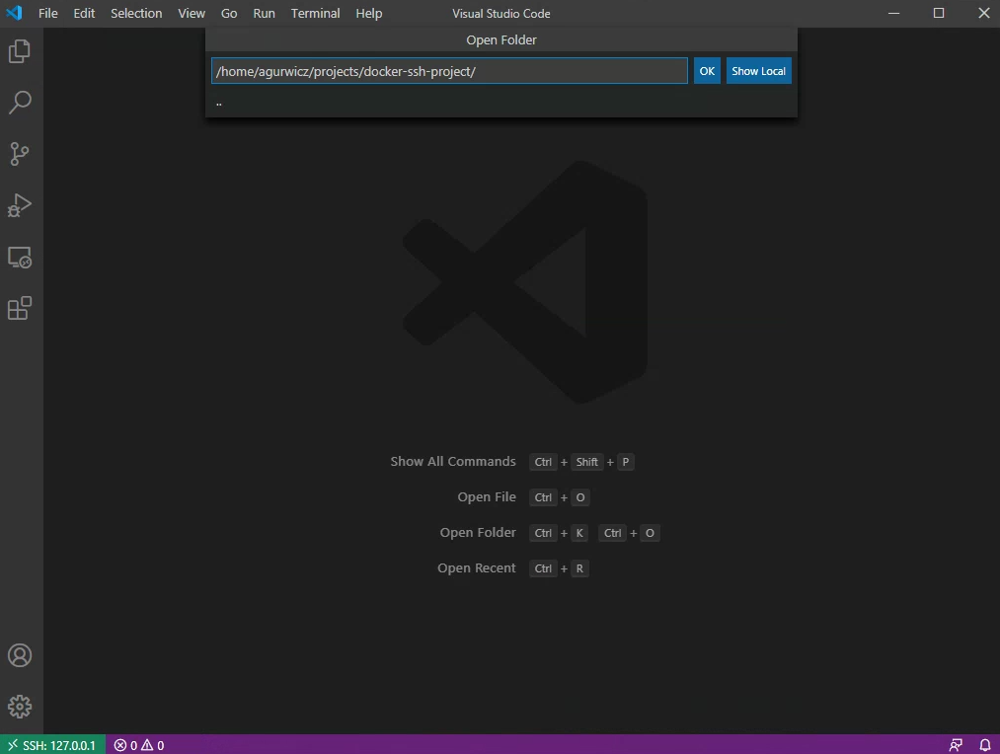 File Edit Selection View Go Run Terminal Help Visual Studio Code
Open Folder
/home/agurwicz/projects/docker-ssh-project/ OK Show Local
..
Show All Commands Ctrl + Shift + P
Open File Ctrl + O
Open Folder Ctrl + K Ctrl + O
Open Recent Ctrl + R
SSH: 127.0.0.1 0 0